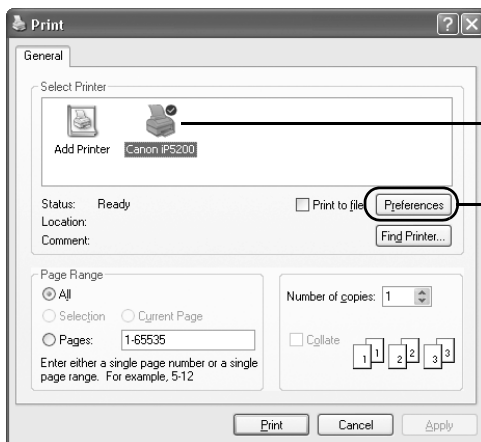 Print
General
Select Printer
Add Printer
Canon iP5200
Status: Ready
Location:
Comment:
Print to file
Preferences
Find Printer...
Page Range
All
Selection
Current Page
Pages: 1-65535
Enter either a single page number or a single
page range. For example, 5-12
Number of copies: 1
Collate
1 1 2 2 3 3
Print
Cancel
Apply